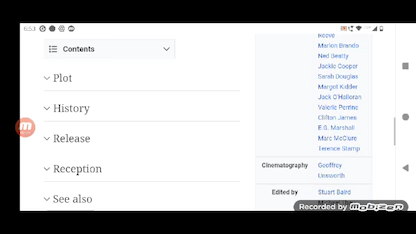 5:53
Contents
Plot
History
Release
Reception
See also
Reeve
Marlon Brando
Ned Beatty
Jackie Cooper
Sarah Douglas
Margot Kidder
Jack O'Halloran
Valerie Perrine
Clifton James
E.G. Marshall
Marc McClure
Terence Stamp
Cinematography Geoffrey
Unsworth
Edited by Stuart Baird
Recorded by Mobizen